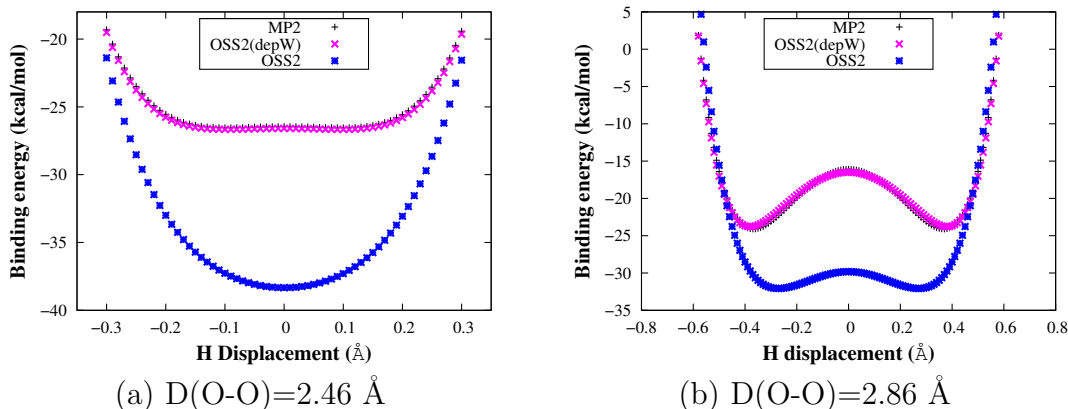 −20
−25
−30
−35
−40
−0.3
−0.2
−0.1
0
0.1
0.2
0.3
Binding energy (kcal/mol)
H Displacement (Å)
MP2
OSS2(depW)
OSS2
(a) D(O-O)=2.46 Å
5
0
−5
−10
−15
−20
−25
−30
−35
−0.8
−0.6
−0.4
−0.2
0
0.2
0.4
0.6
0.8
Binding energy (kcal/mol)
H displacement (Å)
MP2
OSS2(depW)
OSS2
(b) D(O-O)=2.86 Å